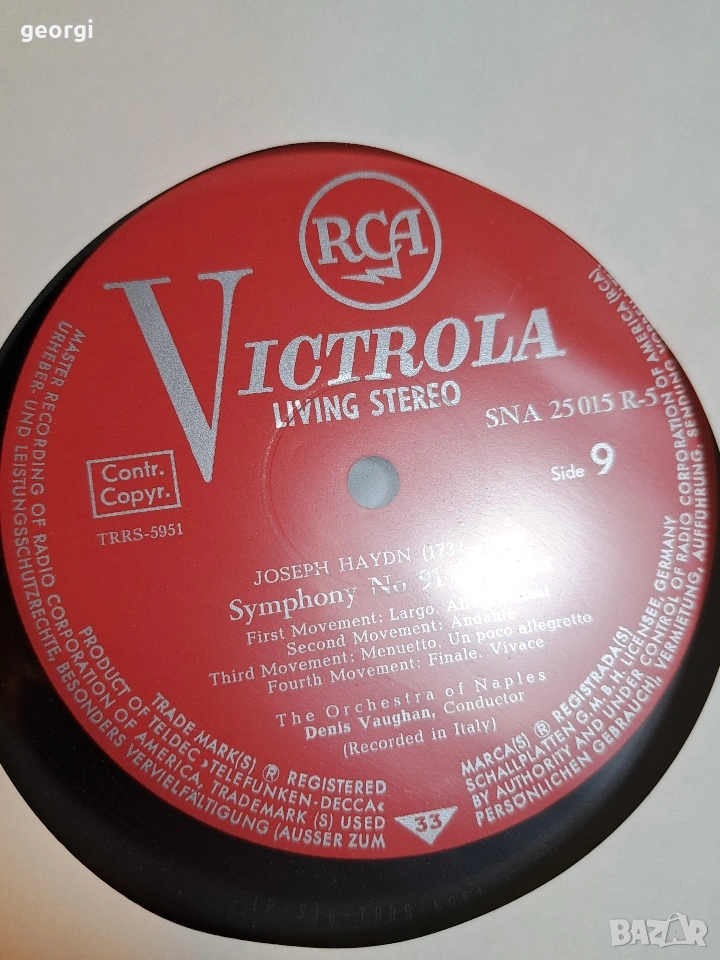 georgi
RCA
VICTROLA
LIVING STEREO
SNA 25 015 R-5
Contr.
Copyr.
Side 9
TRRS-5951
JOSEPH HAYDN
Symphony No. 91
First Movement: Largo.
Second Movement: Andante
Third Movement: Menuetto. Un poco allegretto
Fourth Movement: Finale. Vivace
The Orchestra of Naples
Denis Vaughan, Conductor
(Recorded in Italy)
33
MASTER RECORDING OF RADIO CORPORATION OF AMERICA, TRADEMARK (S) USED
URHEBER- UND LEISTUNGSSCHUTZRECHTE, BESONDERS VERVIELFÄLTIGUNG (AUSSER ZUM
PRODUCT OF TELDEC »TELEFUNKEN-DECCA«
TRADE MARK(S) ® REGISTERED
MARCA(S) ® REGISTRADA(S)
SCHALLPLATTEN G.M.B.H. LICENSEE, GERMANY
BY AUTHORITY AND UNDER CONTROL OF RADIO CORPORATION OF AMERICA (RCA)
PERSÖNLICHEN GEBRAUCH), VERMIETUNG, AUFFÜHRUNG, SENDUNG
BAZAR